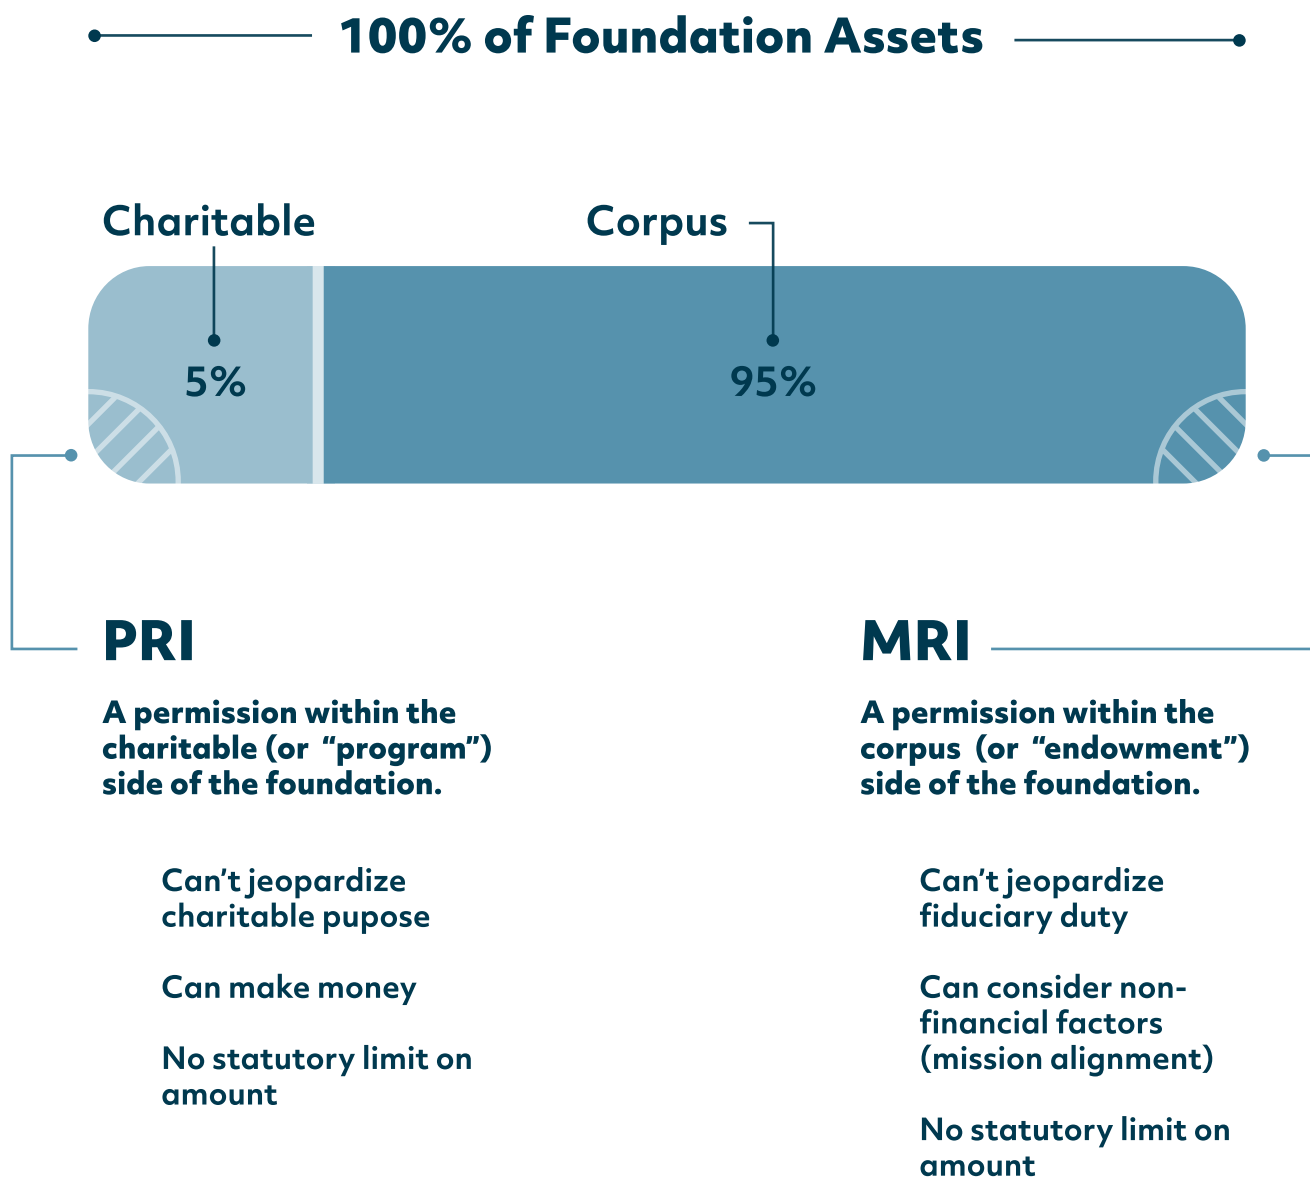 100% of Foundation Assets
Charitable
Corpus
5%
95%
PRI
A permission within the
charitable (or “program”)
side of the foundation.
Can’t jeopardize
charitable pupose
Can make money
No statutory limit on
amount
MRI
A permission within the
corpus (or “endowment”)
side of the foundation.
Can’t jeopardize
fiduciary duty
Can consider non-
financial factors
(mission alignment)
No statutory limit on
amount